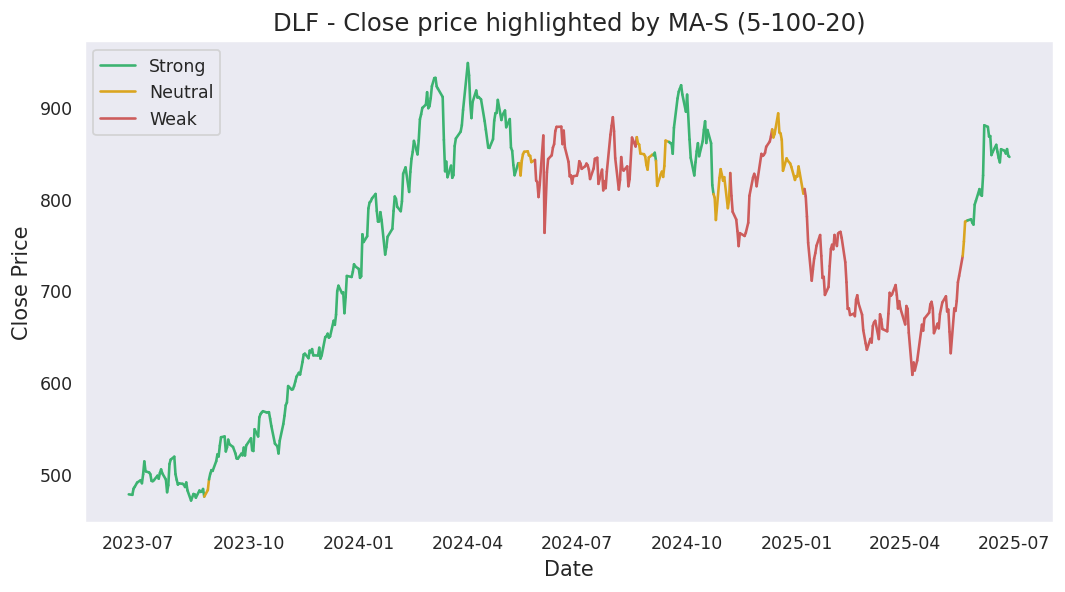 DLF - Close price highlighted by MA-S (5-100-20)
Strong
Neutral
Weak
900
800
700
600
500
Close Price
2023-07 2023-10 2024-01 2024-04 2024-07 2024-10 2025-01 2025-04 2025-07
Date